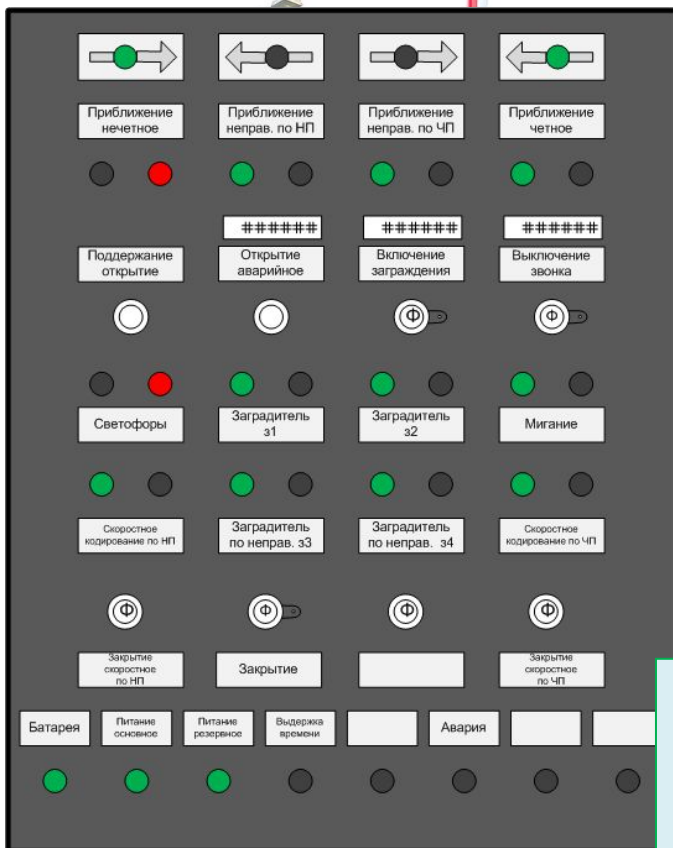 Приближение
нечетное
Приближение
неправ. по НП
Приближение
неправ. по ЧП
Приближение
четное
######
######
######
Поддержание
открытие
Открытие
аварийное
Включение
заграждения
Выключение
звонка
Ф
Ф
Светофоры
Заградитель
з1
Заградитель
з2
Мигание
Скоростное
кодирование по НП
Заградитель
по неправ. з3
Заградитель
по неправ. з4
Скоростное
кодирование по ЧП
Ф
Ф
Ф
Ф
Закрытие
скоростное
по НП
Закрытие
Закрытие
скоростное
по ЧП
Батарея
Питание
основное
Питание
резервное
Выдержка
времени
Авария